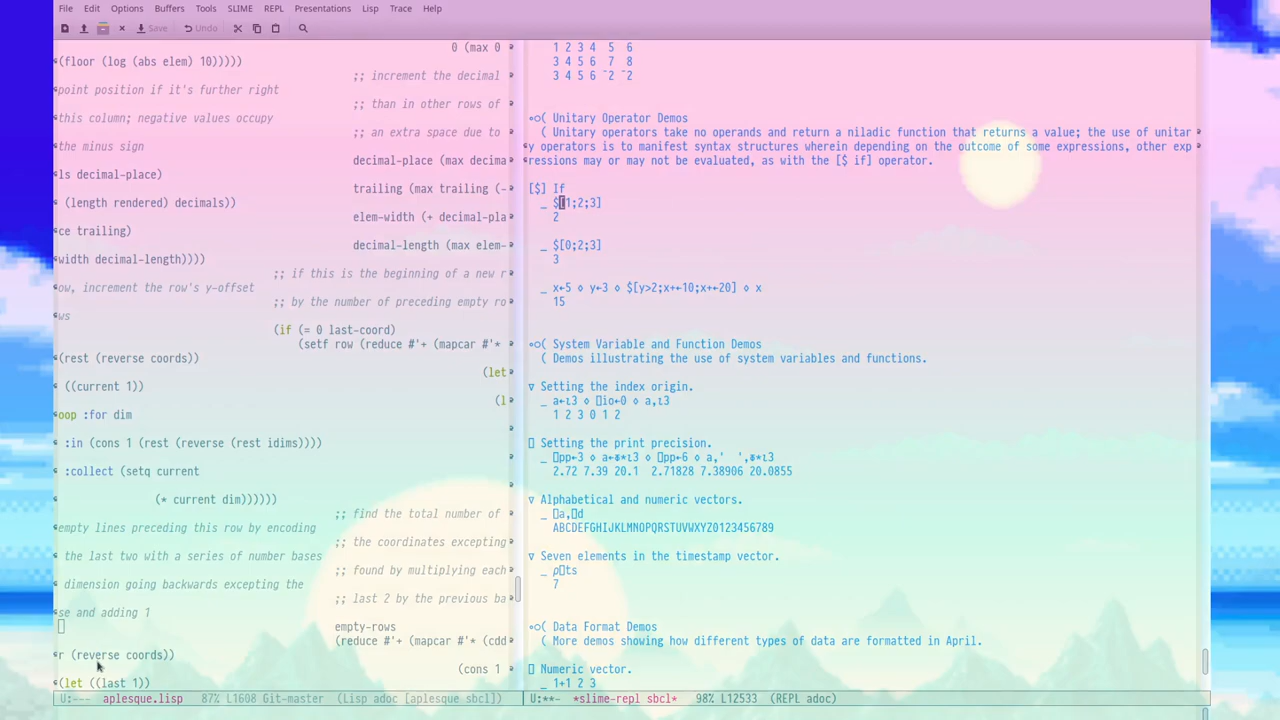 File Edit Options Buffers Tools SLIME REPL Presentations Lisp Trace Help
Save Undo
0 (max 0
(floor (log (abs elem) 10)))))
;; increment the decimal
point position if it's further right
;; than in other rows of
this column; negative values occupy
;; an extra space due to
the minus sign
decimal-place (max decima
ls decimal-place)
trailing (max trailing (-
(length rendered) decimals))
elem-width (+ decimal-pla
ce trailing)
decimal-length (max elem-
width decimal-length))))
;; if this is the beginning of a new r
ow, increment the row's y-offset
;; by the number of preceding empty ro
ws
(if (= 0 last-coord)
(setf row (reduce #'+ (mapcar #'*
(rest (reverse coords))
(let
((current 1))
(l
oop :for dim
:in (cons 1 (rest (reverse (rest idims))))
:collect (setq current
(* current dim))))))
;; find the total number of
empty lines preceding this row by encoding
;; the coordinates excepting
the last two with a series of number bases
;; found by multiplying each
dimension going backwards excepting the
;; last 2 by the previous ba
se and adding 1
empty-rows
(reduce #'+ (mapcar #'* (cdd
r (reverse coords))
(cons 1
(let ((last 1))
U:--- aplesque.lisp 87% L1608 Git-master (Lisp adoc [aplesque sbcl])
1 2 3 4 5 6
3 4 5 6 7 8
3 4 5 6 ¯2 ¯2
∘○( Unitary Operator Demos
( Unitary operators take no operands and return a niladic function that returns a value; the use of unitar
y operators is to manifest syntax structures wherein depending on the outcome of some expressions, other exp
ressions may or may not be evaluated, as with the [$ if] operator.
[$] If
_ $[1;2;3]
2
_ $[0;2;3]
3
_ x←5 ⋄ y←3 ⋄ $[y>2;x+←10;x+←20] ⋄ x
15
∘○( System Variable and Function Demos
( Demos illustrating the use of system variables and functions.
∇ Setting the index origin.
_ a←⍳3 ⋄ ⎕io←0 ⋄ a,⍳3
1 2 3 0 1 2
⎕ Setting the print precision.
_ ⎕pp←3 ⋄ a←⍕*⍳3 ⋄ ⎕pp←6 ⋄ a,' ',⍕*⍳3
2.72 7.39 20.1 2.71828 7.38906 20.0855
∇ Alphabetical and numeric vectors.
_ ⎕a,⎕d
ABCDEFGHIJKLMNOPQRSTUVWXYZ0123456789
∇ Seven elements in the timestamp vector.
_ ⍴⎕ts
7
∘○( Data Format Demos
( More demos showing how different types of data are formatted in April.
⎕ Numeric vector.
_ 1+1 2 3
U:**- *slime-repl sbcl* 98% L12533 (REPL adoc)